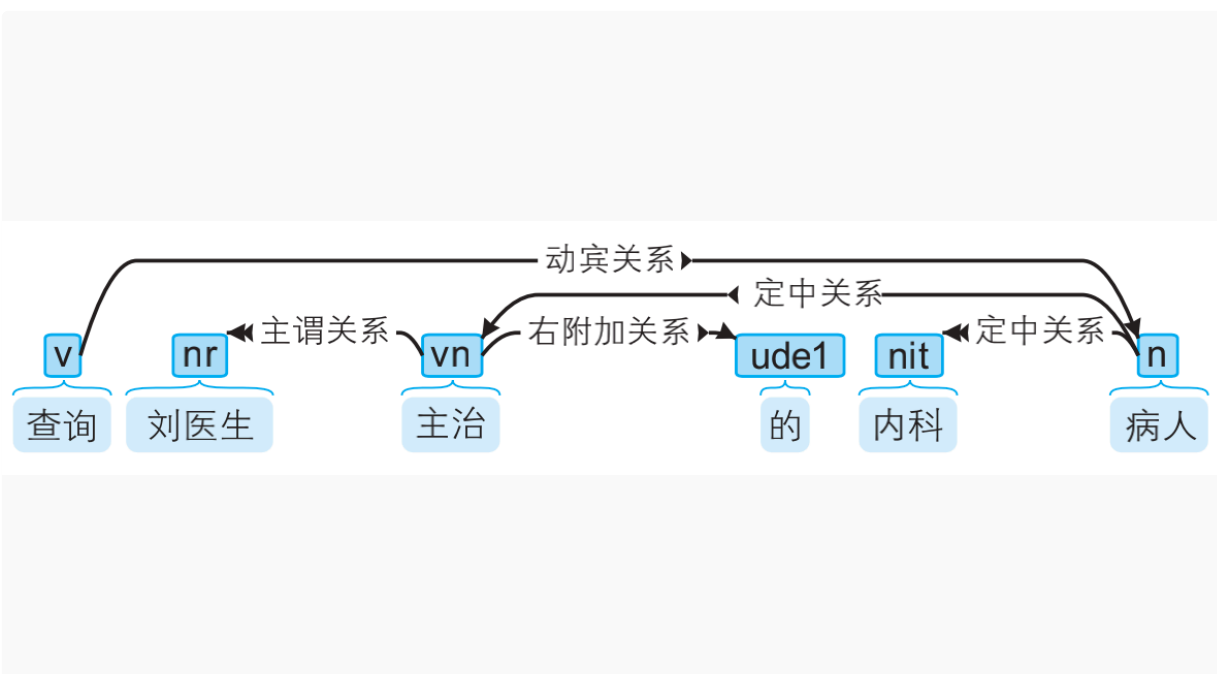 动宾关系
定中关系
主谓关系 右附加关系 定中关系
v nr vn ude1 nit n
查询 刘医生 主治 的 内科 病人